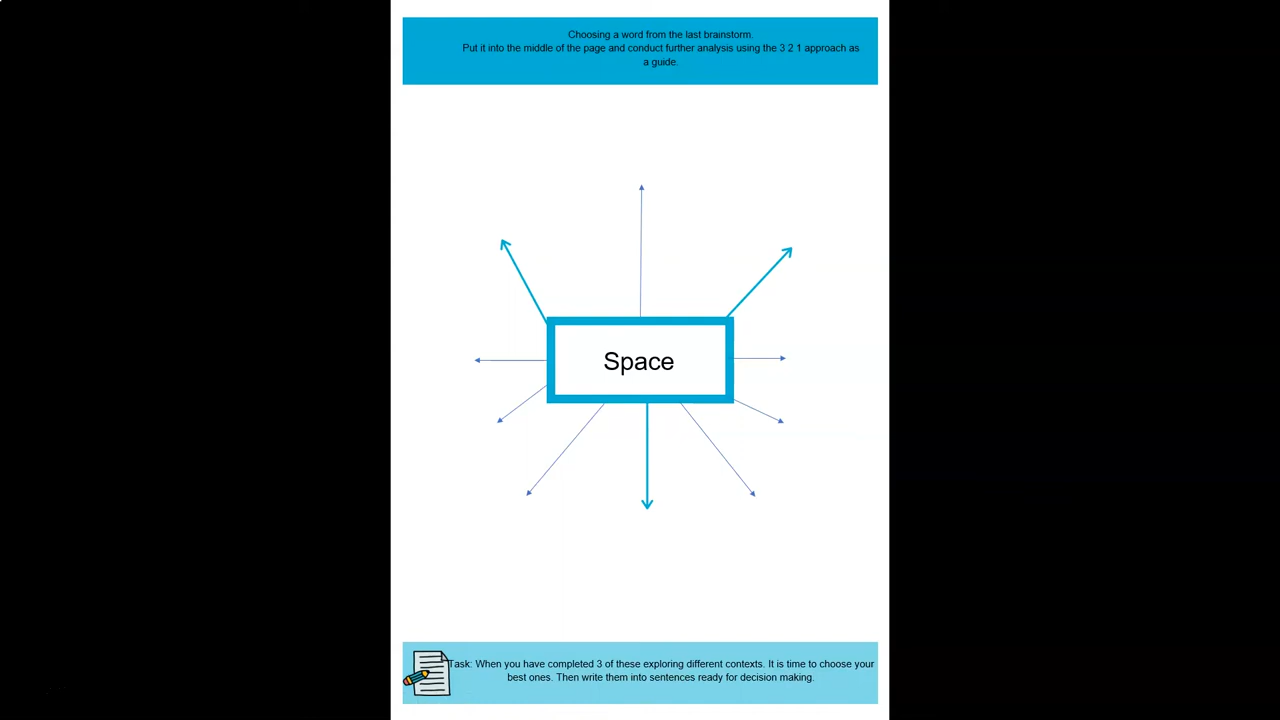 Choosing a word from the last brainstorm.
Put it into the middle of the page and conduct further analysis using the 3 2 1 approach as
a guide.
Space
Task: When you have completed 3 of these exploring different contexts. It is time to choose your
best ones. Then write them into sentences ready for decision making.